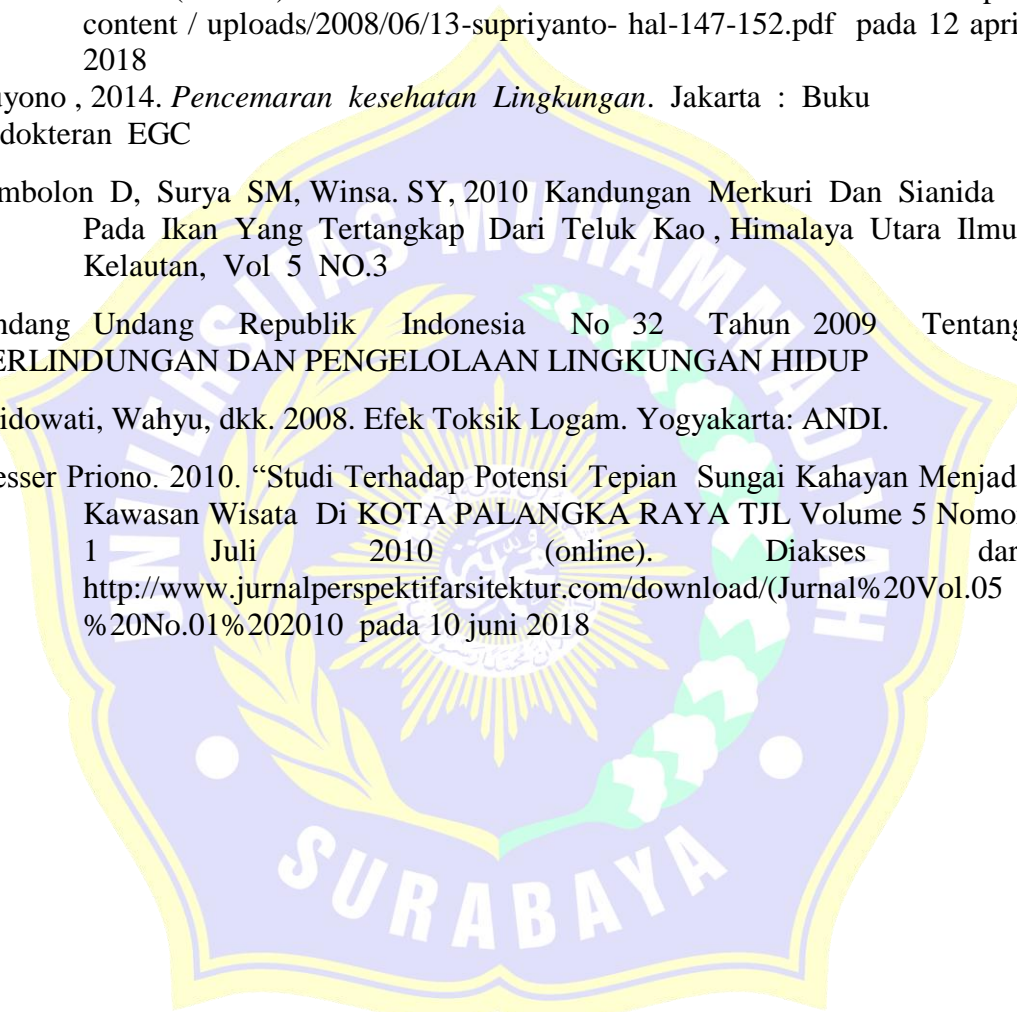 content / uploads/2008/06/13-supriyanto- hal-147-152.pdf pada 12 apri
2018
uyono , 2014. Pencemaran kesehatan Lingkungan. Jakarta : Buku
dokteran EGC
mbolon D, Surya SM, Winsa. SY, 2010 Kandungan Merkuri Dan Sianida
Pada Ikan Yang Tertangkap Dari Teluk Kao , Himalaya Utara Ilmu
Kelautan, Vol 5 NO.3
ndang Undang Republik Indonesia No 32 Tahun 2009 Tentang
ERLINDUNGAN DAN PENGELOLAAN LINGKUNGAN HIDUP
idowati, Wahyu, dkk. 2008. Efek Toksik Logam. Yogyakarta: ANDI.
esser Priono. 2010. “Studi Terhadap Potensi Tepian Sungai Kahayan Menjad
Kawasan Wisata Di KOTA PALANGKA RAYA TJL Volume 5 Nomor
1 Juli 2010 (online). Diakses dar
http://www.jurnalperspektifarsitektur.com/download/(Jurnal%20Vol.05
%20No.01%202010 pada 10 juni 2018
UNIVERSITAS MUHAMMADIYAH
SURABAYA